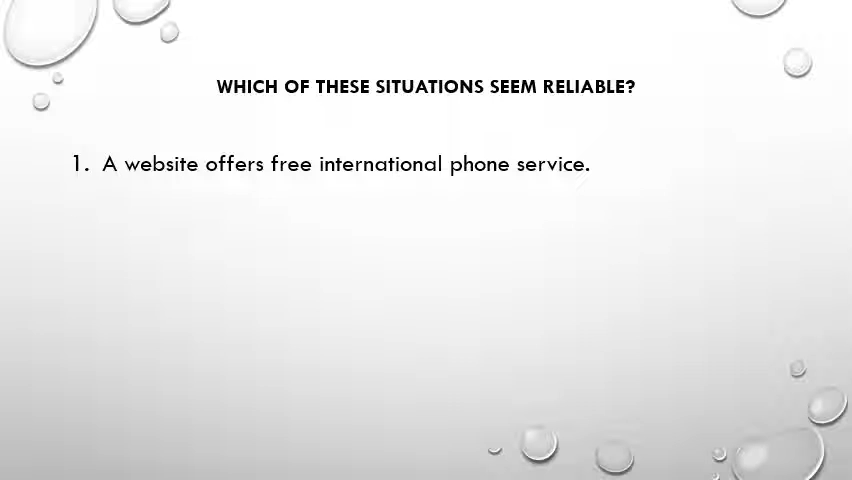 WHICH OF THESE SITUATIONS SEEM RELIABLE?
1. A website offers free international phone service.